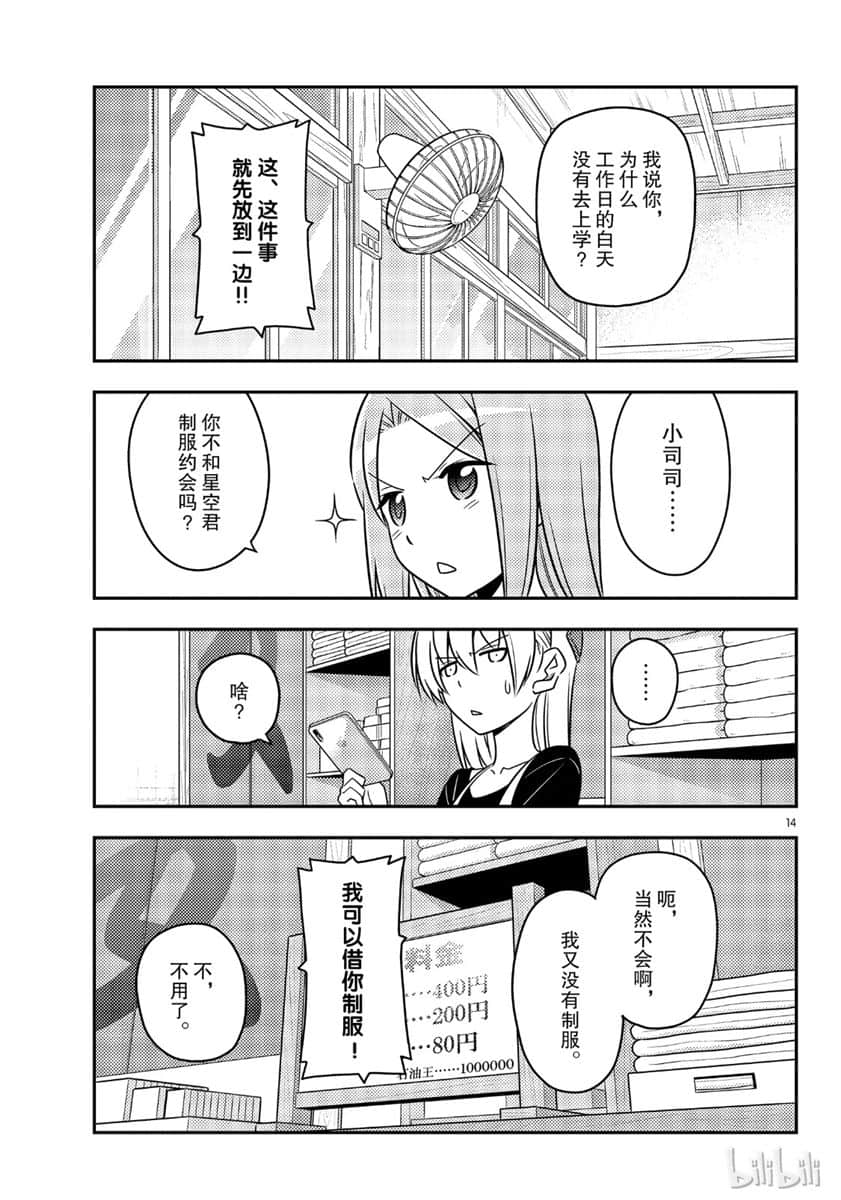 我说你，
为什么
工作日的白天
没有去上学？
这、这件事
就先放到一边!!
小司司……
你不和星空君
制服约会吗？
……
啥？
14
呃，
当然不会啊，
我又没有制服。
我可以借你制服！
不，
不用了。
料金
……400円
……200円
……80円
石油王……1000000
bilibili